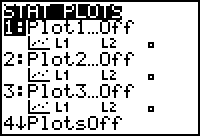 STAT PLOTS
1:Plot1…Off
L1 L2
2:Plot2…Off
L1 L2
3:Plot3…Off
L1 L2
4↓PlotsOff